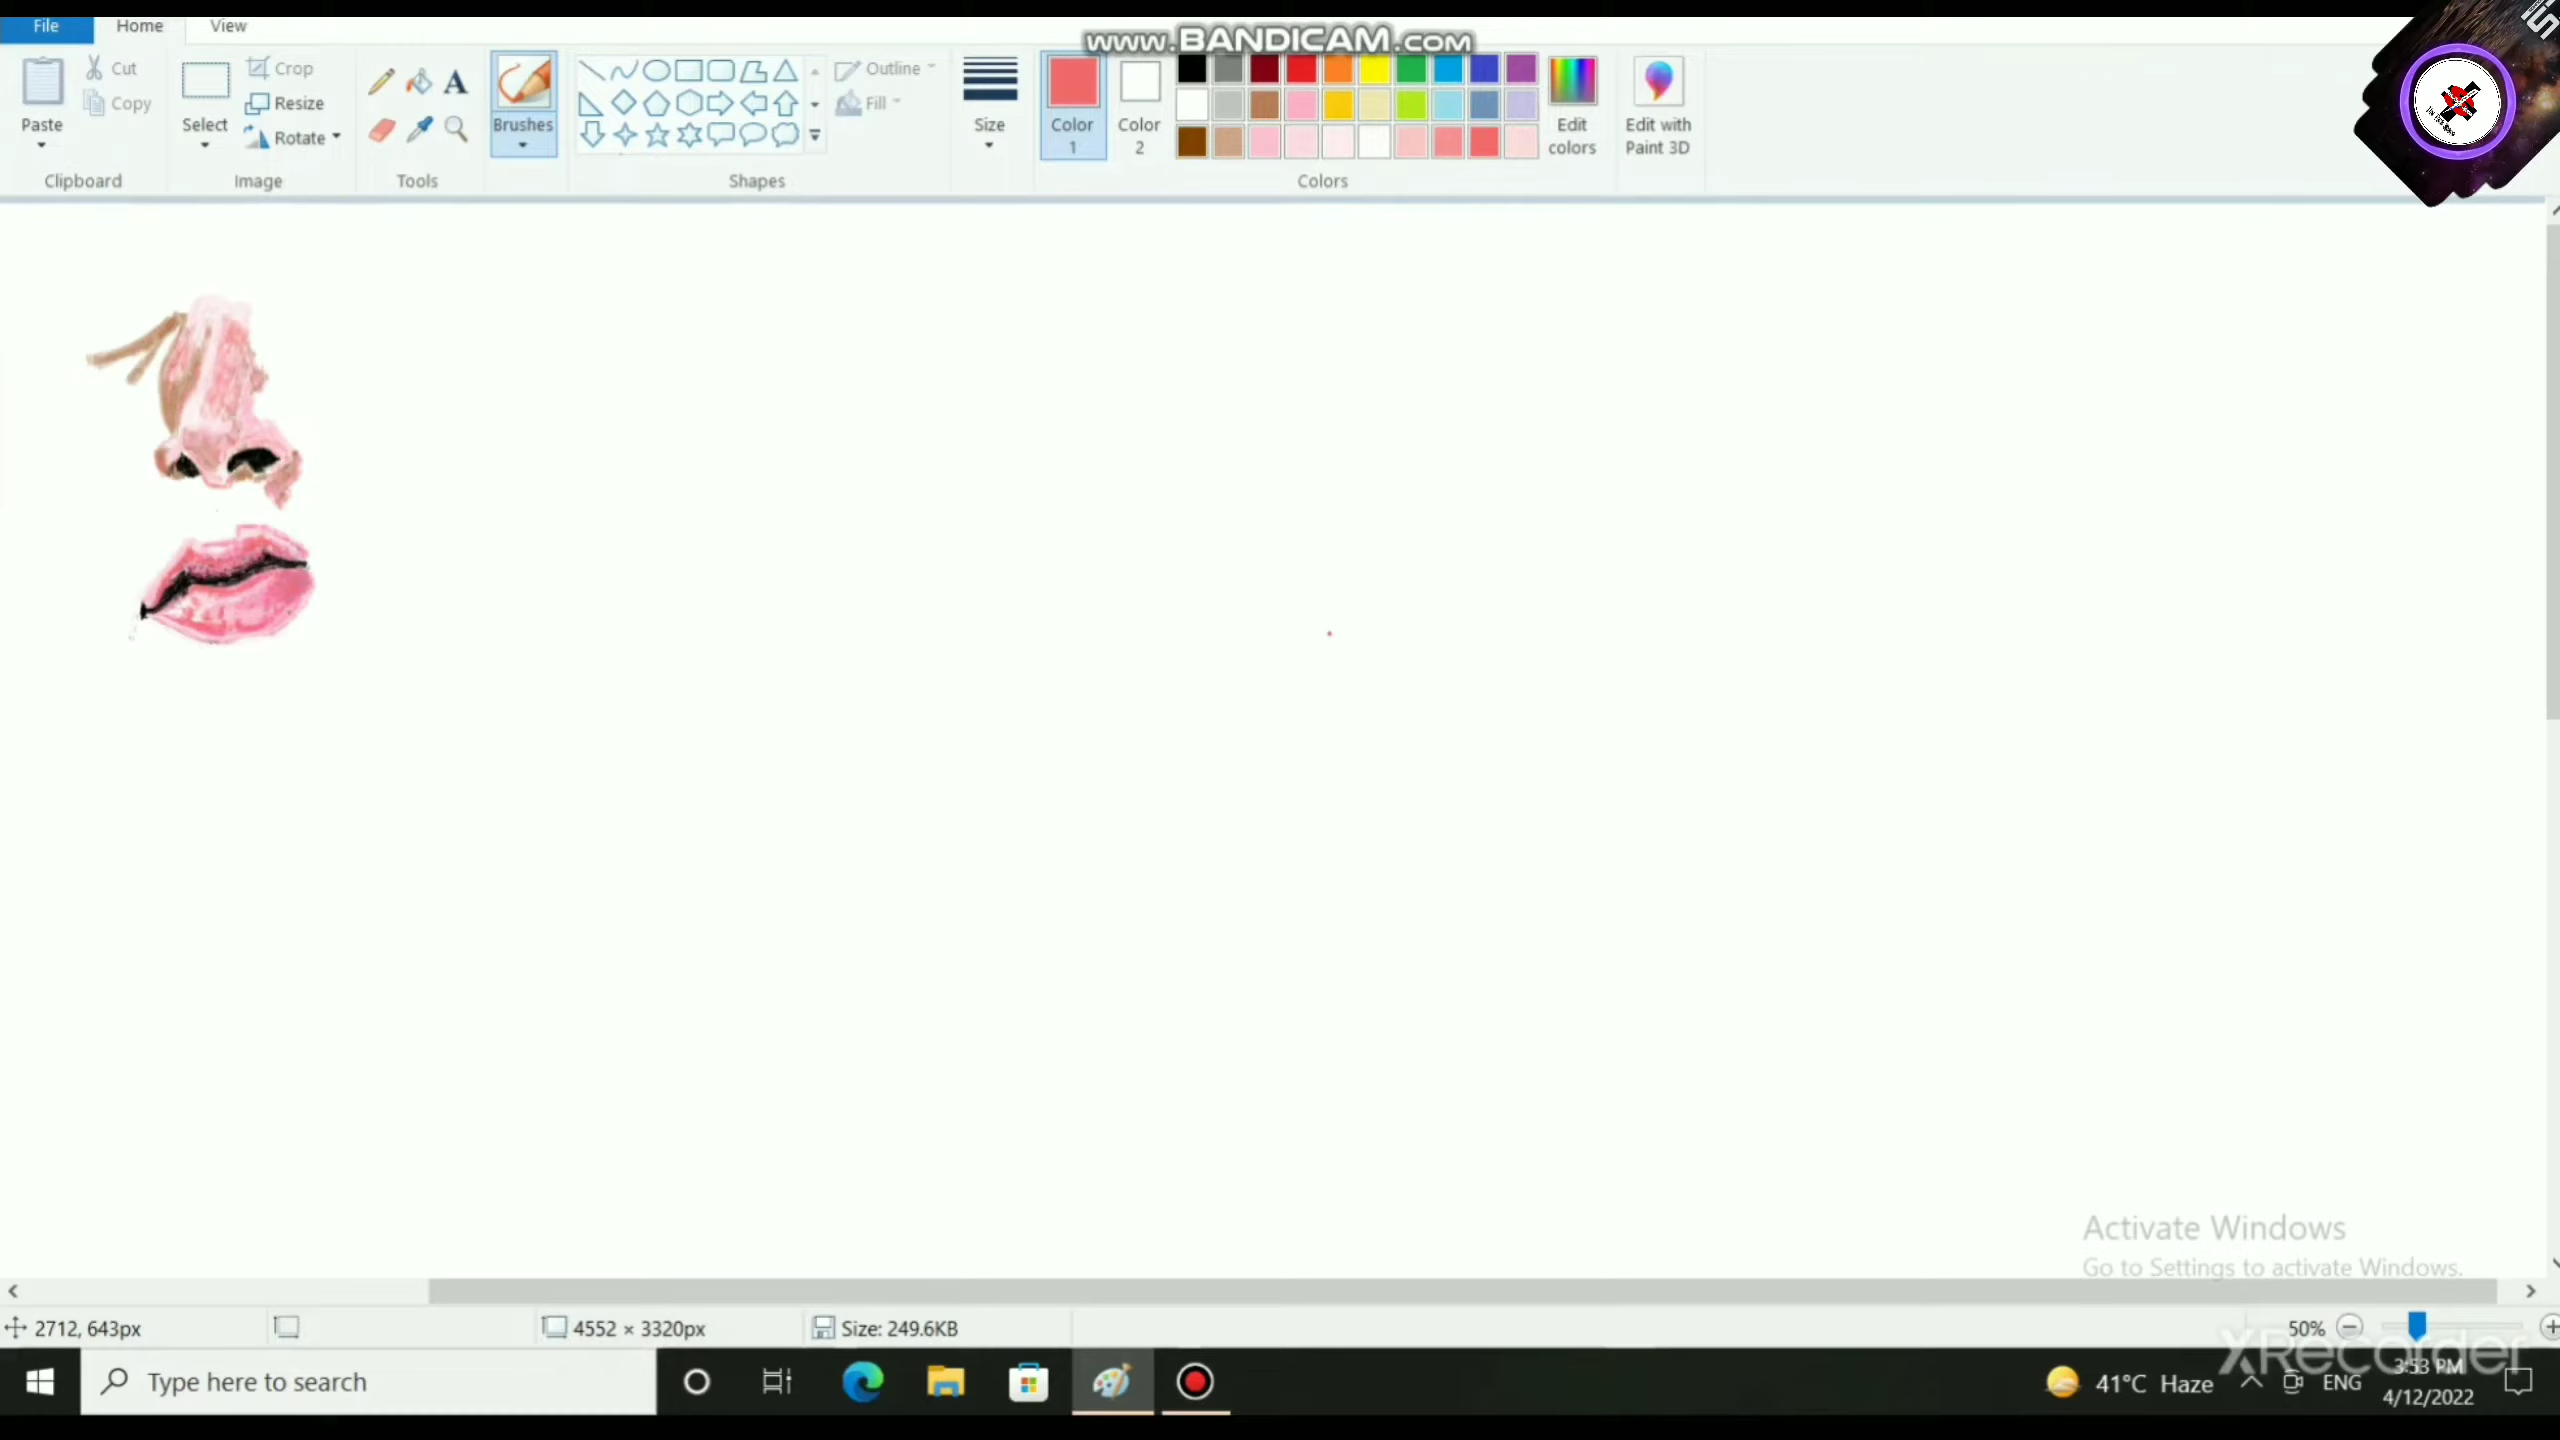 File Home View
www.BANDICAM.com
Cut
Copy
Paste
Clipboard
Select
Crop
Resize
Rotate
Image
A
Tools
Brushes
Shapes
Outline
Fill
Size
Color 1
Color 2
Colors
Edit colors
Edit with Paint 3D
Activate Windows
Go to Settings to activate Windows.
2712, 643px
4552 × 3320px
Size: 249.6KB
50%
XRecorder
Type here to search
41°C Haze
ENG
3:53 PM
4/12/2022